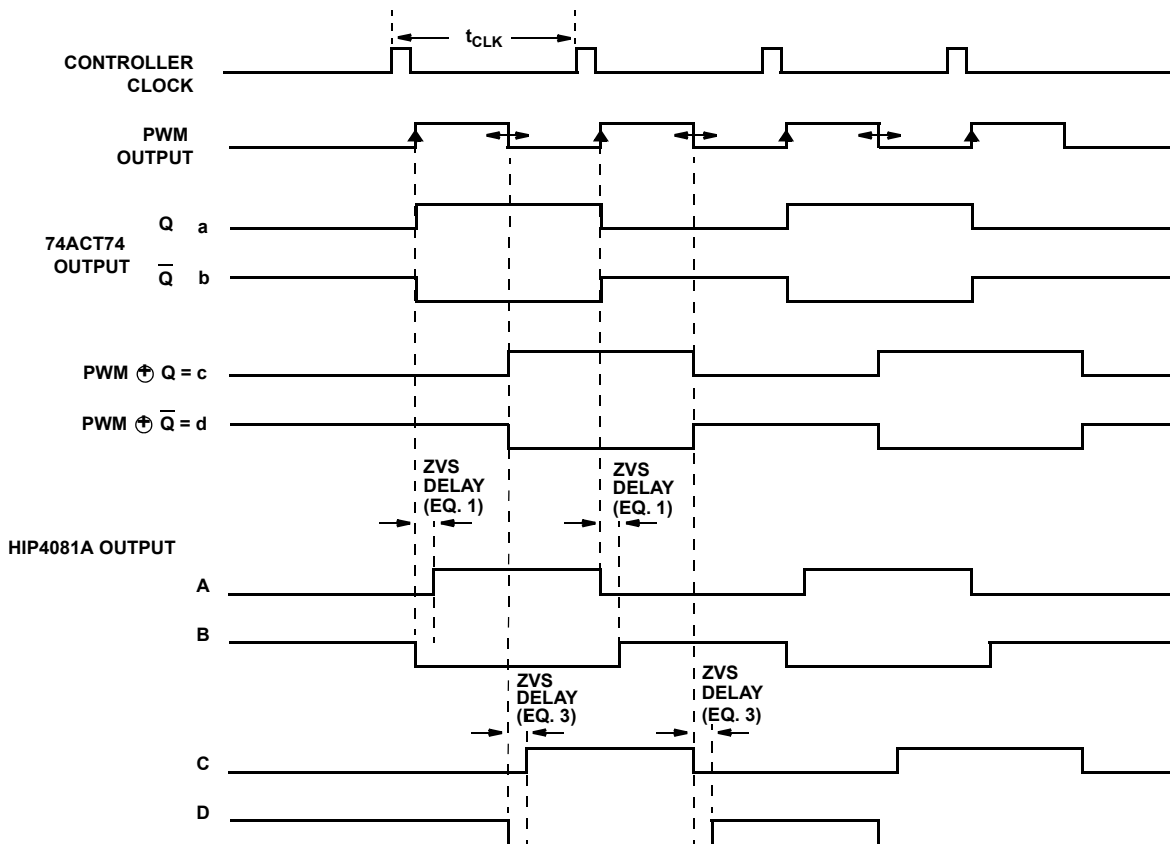 t_CLK
CONTROLLER
CLOCK
PWM
OUTPUT
Q a
74ACT74
OUTPUT
Q̅ b
PWM ⊕ Q = c
PWM ⊕ Q̅ = d
ZVS
DELAY
(EQ. 1)
ZVS
DELAY
(EQ. 1)
HIP4081A OUTPUT
A
B
ZVS
DELAY
(EQ. 3)
ZVS
DELAY
(EQ. 3)
C
D